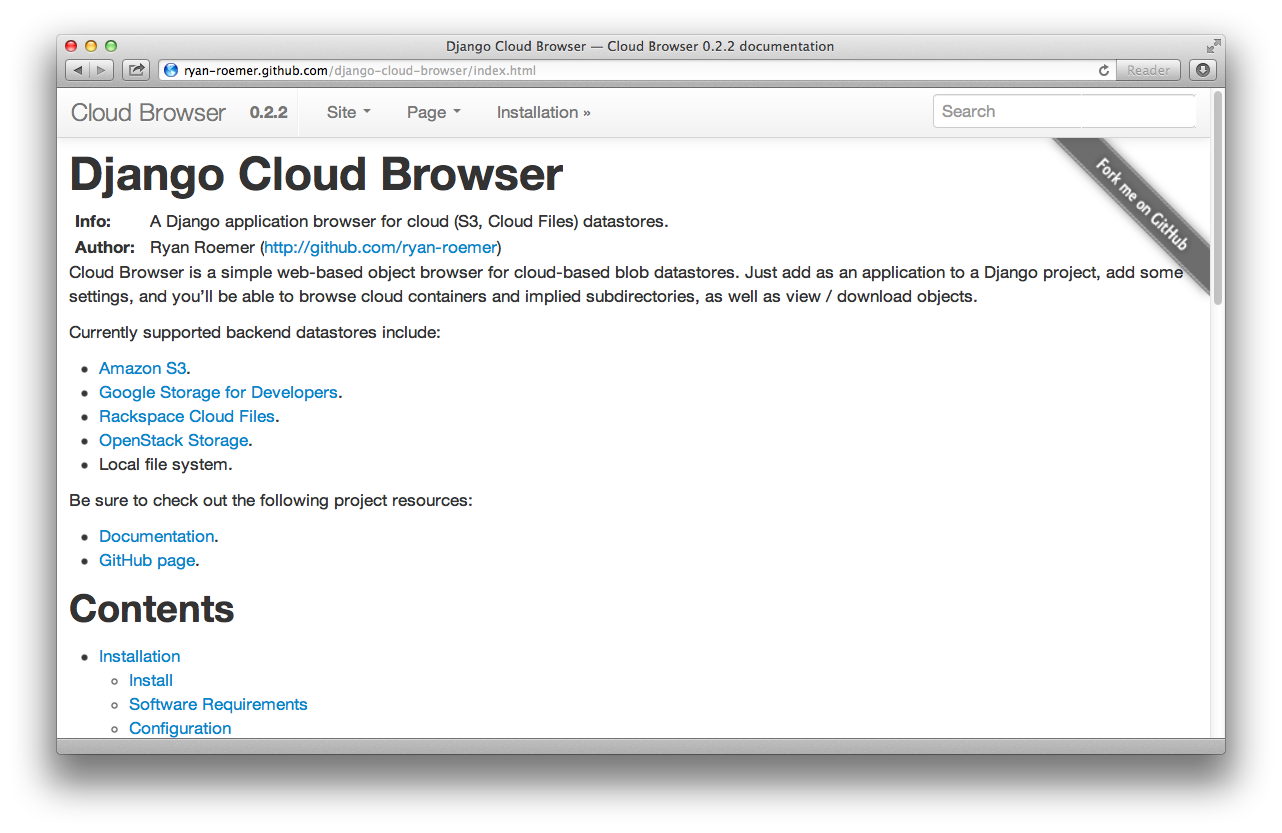 Django Cloud Browser — Cloud Browser 0.2.2 documentation
ryan-roemer.github.com/django-cloud-browser/index.html
Reader
Cloud Browser 0.2.2 Site Page Installation » Search
Fork me on GitHub
Django Cloud Browser
Info: A Django application browser for cloud (S3, Cloud Files) datastores.
Author: Ryan Roemer (http://github.com/ryan-roemer)
Cloud Browser is a simple web-based object browser for cloud-based blob datastores. Just add as an application to a Django project, add some
settings, and you’ll be able to browse cloud containers and implied subdirectories, as well as view / download objects.
Currently supported backend datastores include:
Amazon S3.
Google Storage for Developers.
Rackspace Cloud Files.
OpenStack Storage.
Local file system.
Be sure to check out the following project resources:
Documentation.
GitHub page.
Contents
Installation
Install
Software Requirements
Configuration